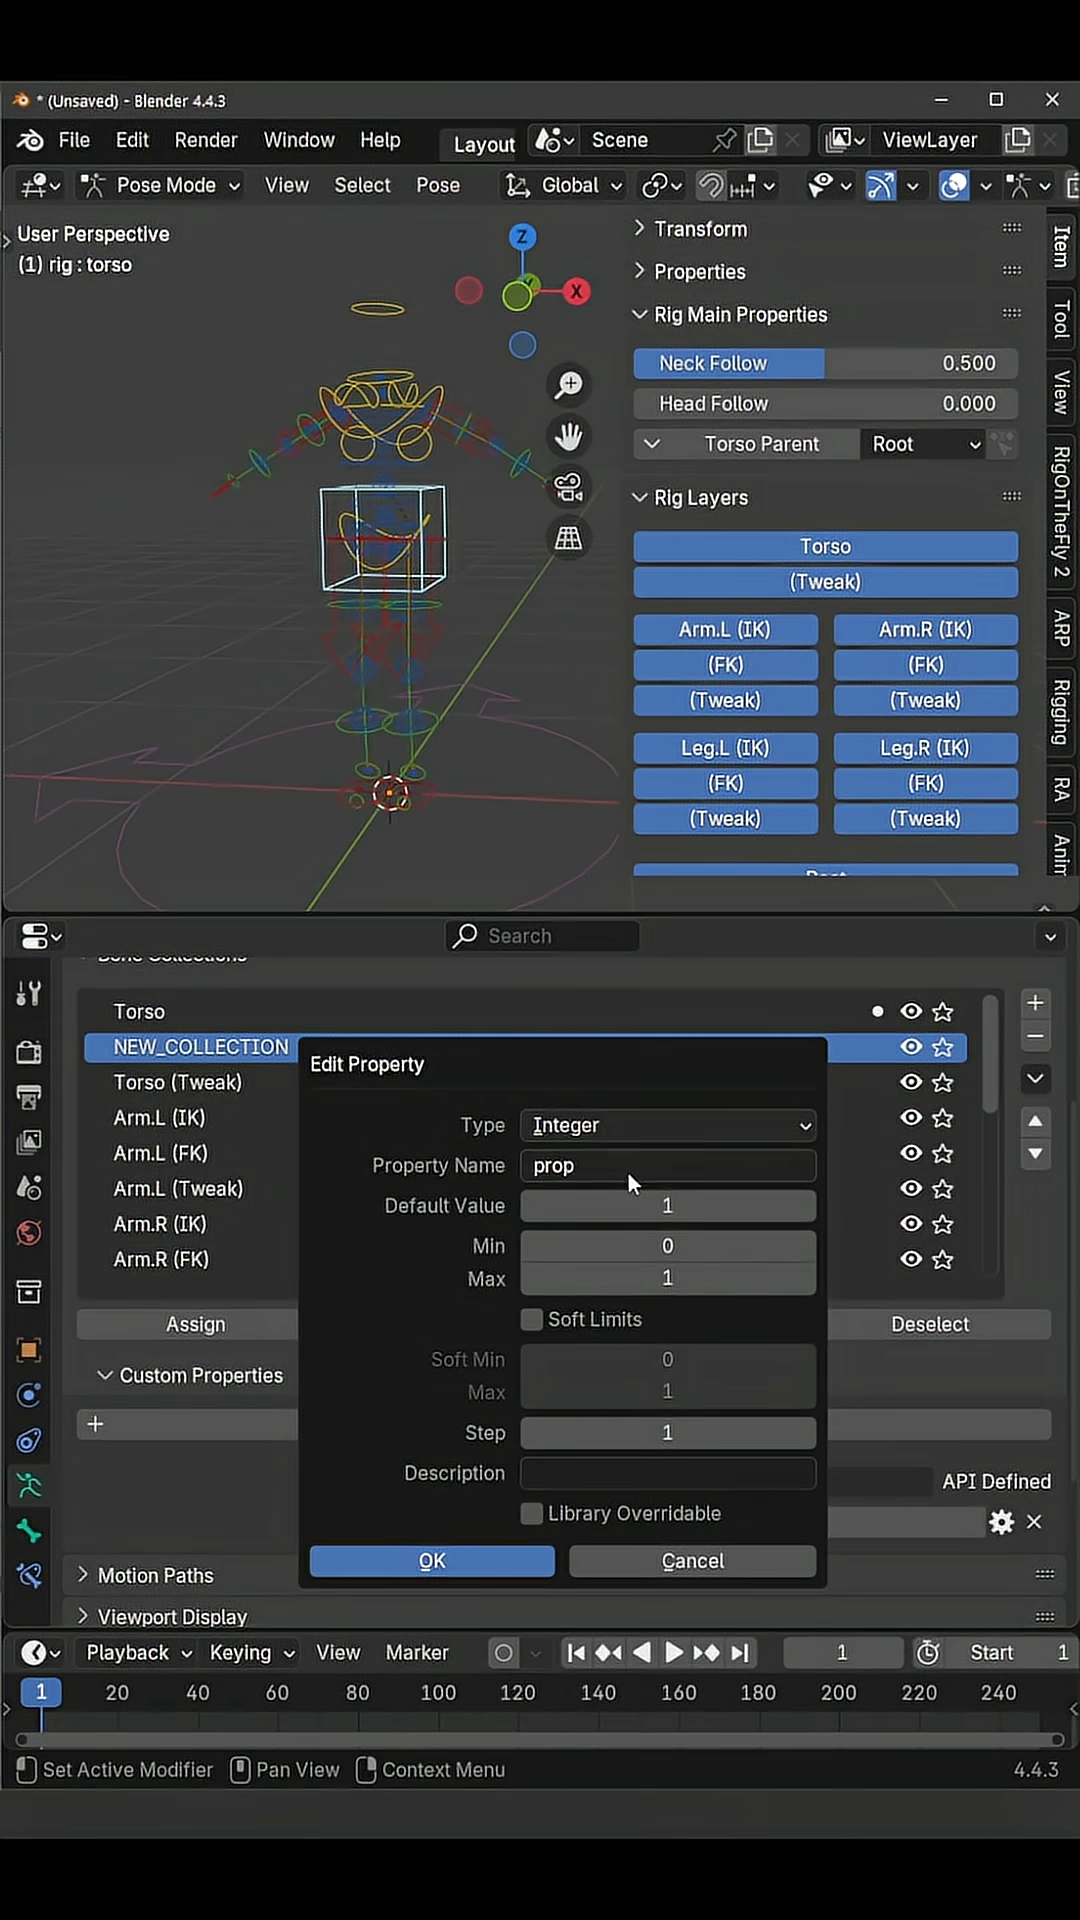 * (Unsaved) - Blender 4.4.3
File Edit Render Window Help Layout Scene ViewLayer
Pose Mode View Select Pose Global
User Perspective
(1) rig : torso
Z
Y
X
Transform
Properties
Rig Main Properties
Neck Follow 0.500
Head Follow 0.000
Torso Parent Root
Rig Layers
Torso
(Tweak)
Arm.L (IK) Arm.R (IK)
(FK) (FK)
(Tweak) (Tweak)
Leg.L (IK) Leg.R (IK)
(FK) (FK)
(Tweak) (Tweak)
Root
Item
Tool
View
RigOnTheFly 2
ARP
Rigging
RA
Anim
Search
Bone Collections
Torso
NEW_COLLECTION
Torso (Tweak)
Arm.L (IK)
Arm.L (FK)
Arm.L (Tweak)
Arm.R (IK)
Arm.R (FK)
Assign Deselect
Custom Properties
API Defined
Motion Paths
Viewport Display
Edit Property
Type Integer
Property Name prop
Default Value 1
Min 0
Max 1
Soft Limits
Soft Min 0
Max 1
Step 1
Description
Library Overridable
OK Cancel
Playback Keying View Marker 1 Start 1
1 20 40 60 80 100 120 140 160 180 200 220 240
Set Active Modifier Pan View Context Menu 4.4.3